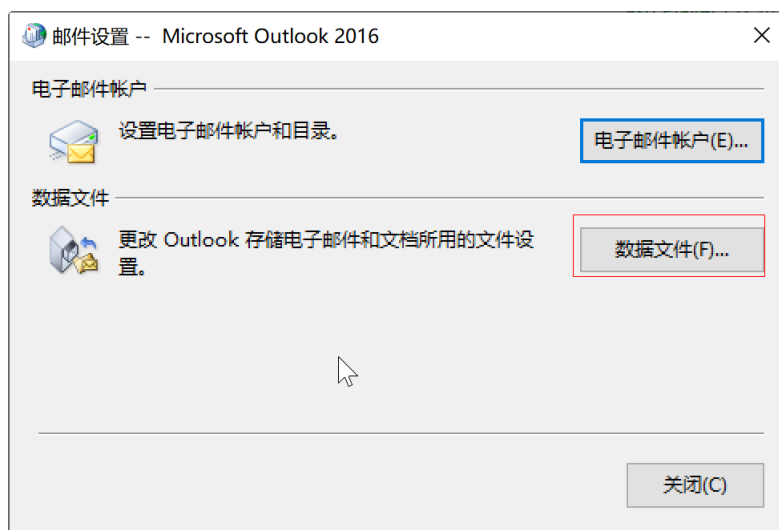 邮件设置 -- Microsoft Outlook 2016
电子邮件帐户
设置电子邮件帐户和目录。
电子邮件帐户(E)...
数据文件
更改 Outlook 存储电子邮件和文档所用的文件设
置。
数据文件(F)...
关闭(C)